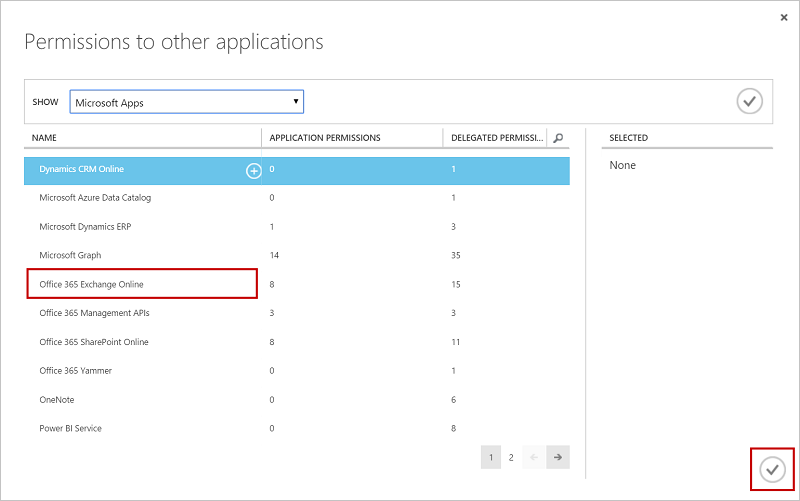 Permissions to other applications
SHOW Microsoft Apps
NAME APPLICATION PERMISSIONS DELEGATED PERMISSI... SELECTED
Dynamics CRM Online 0 1 None
Microsoft Azure Data Catalog 0 1
Microsoft Dynamics ERP 1 3
Microsoft Graph 14 35
Office 365 Exchange Online 8 15
Office 365 Management APIs 3 3
Office 365 SharePoint Online 8 11
Office 365 Yammer 0 1
OneNote 0 6
Power BI Service 0 8
1 2